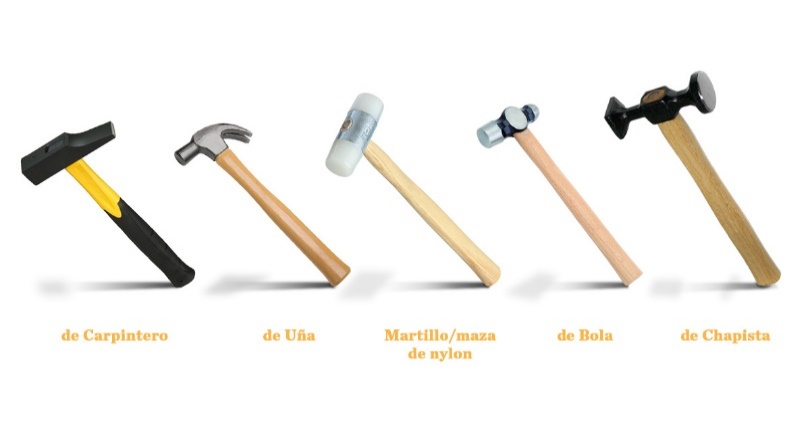 de Carpintero
de Uña
Martillo/maza
de nylon
de Bola
de Chapista